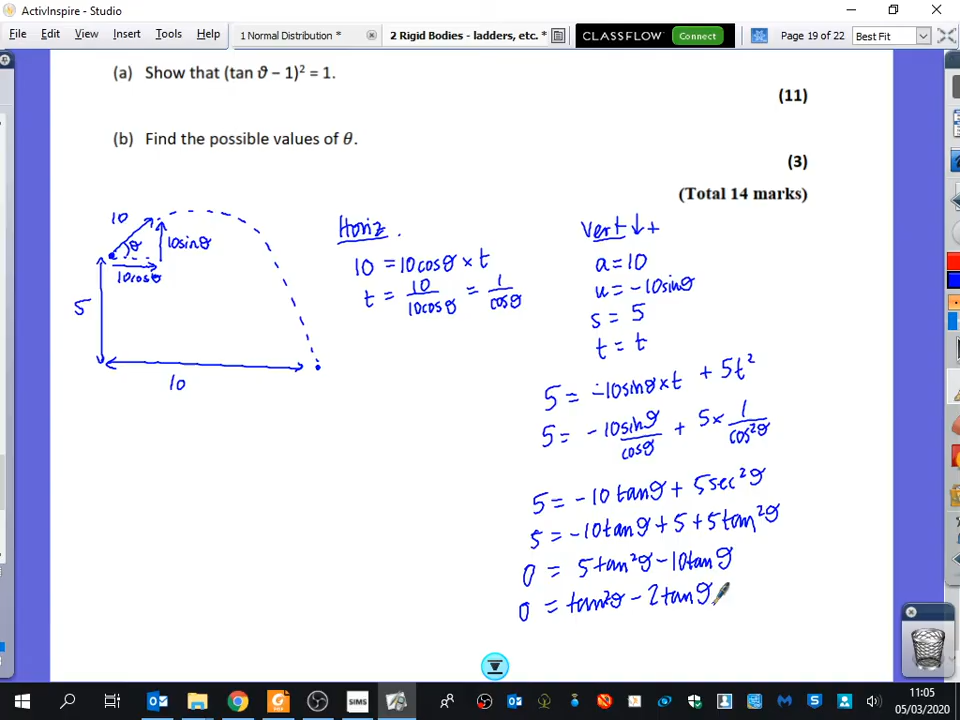 ActivInspire - Studio
File Edit View Insert Tools Help
1 Normal Distribution *
2 Rigid Bodies - ladders, etc. *
CLASSFLOW Connect
Page 19 of 22
Best Fit
(a) Show that (tan ϑ − 1)² = 1.
(11)
(b) Find the possible values of θ.
(3)
(Total 14 marks)
10
θ
10sinθ
10cosθ
5
10
Horiz.
10 = 10cosθ × t
t = 10/10cosθ = 1/cosθ
Vert ↓+
a = 10
u = -10sinθ
s = 5
t = t
5 = -10sinθ×t + 5t²
5 = -10sinθ/cosθ + 5× 1/cos²θ
5 = -10tanθ + 5sec²θ
5 = -10tanθ + 5 + 5tan²θ
0 = 5tan²θ - 10tanθ
0 = tan²θ - 2tanθ
SIMS
11:05
05/03/2020